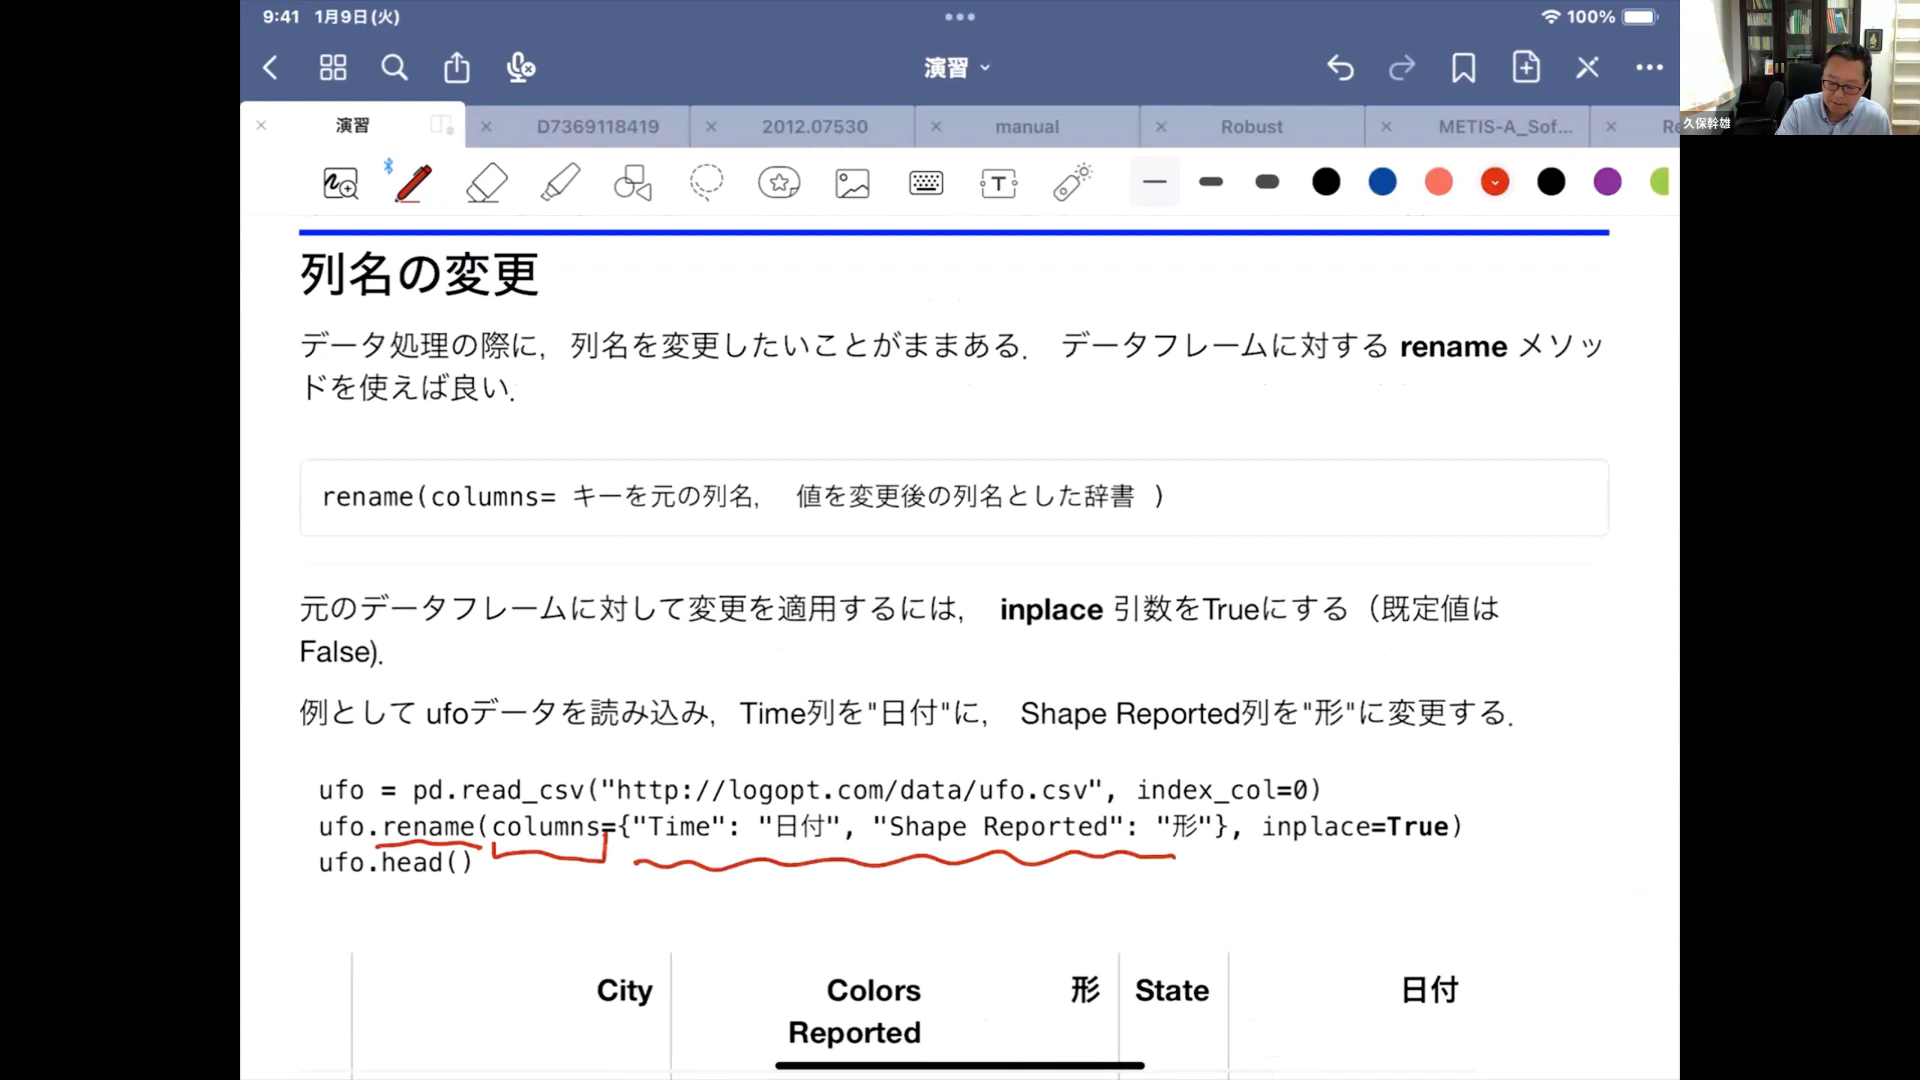 9:41 1月9日(火)
100%
演習
演習
D7369118419
2012.07530
manual
Robust
METIS-A_Sof...
久保幹雄
列名の変更
データ処理の際に, 列名を変更したいことがままある. データフレームに対する rename メソッ
ドを使えば良い.
rename(columns= キーを元の列名, 値を変更後の列名とした辞書 )
元のデータフレームに対して変更を適用するには, inplace 引数をTrueにする(既定値は
False).
例として ufoデータを読み込み, Time列を"日付"に, Shape Reported列を"形"に変更する.
ufo = pd.read_csv("http://logopt.com/data/ufo.csv", index_col=0)
ufo.rename(columns={"Time": "日付", "Shape Reported": "形"}, inplace=True)
ufo.head()
City Colors 形 State 日付
Reported